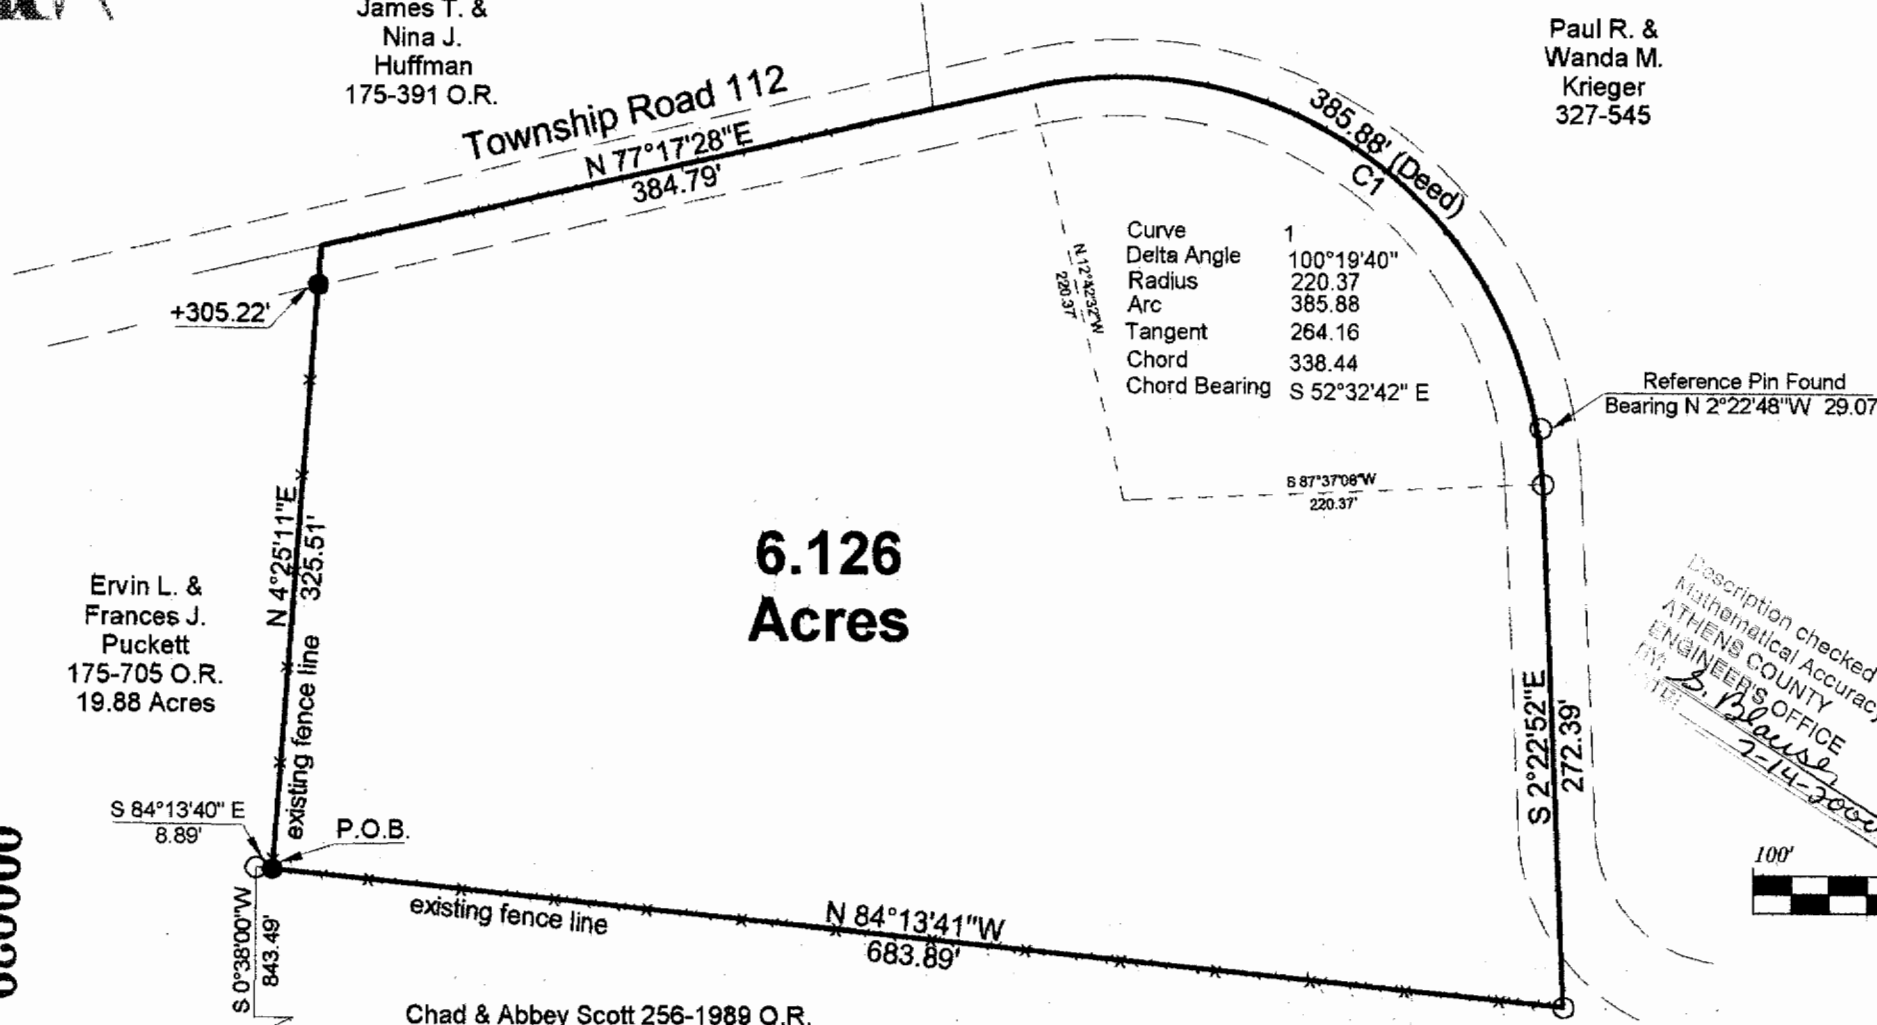 James T. &
Nina J.
Huffman
175-391 O.R.
Paul R. &
Wanda M.
Krieger
327-545
Township Road 112
N 77°17'28"E
384.79'
385.88' (Deed)
C1
Curve 1
Delta Angle 100°19'40"
Radius 220.37
Arc 385.88
Tangent 264.16
Chord 338.44
Chord Bearing S 52°32'42" E
N 12°42'32"W
220.37'
+305.22'
Reference Pin Found
Bearing N 2°22'48"W 29.07
S 87°37'08"W
220.37'
N 4°25'11"E
325.51'
existing fence line
6.126
Acres
Ervin L. &
Frances J.
Puckett
175-705 O.R.
19.88 Acres
S 2°22'52"E
272.39'
Description checked
Mathematical Accuracy
ATHENS COUNTY
ENGINEER'S OFFICE
BY:
S 84°13'40" E
8.89'
P.O.B.
existing fence line
N 84°13'41"W
683.89'
S 0°38'00"W
843.49'
100'
Chad & Abbey Scott 256-1989 O.R.